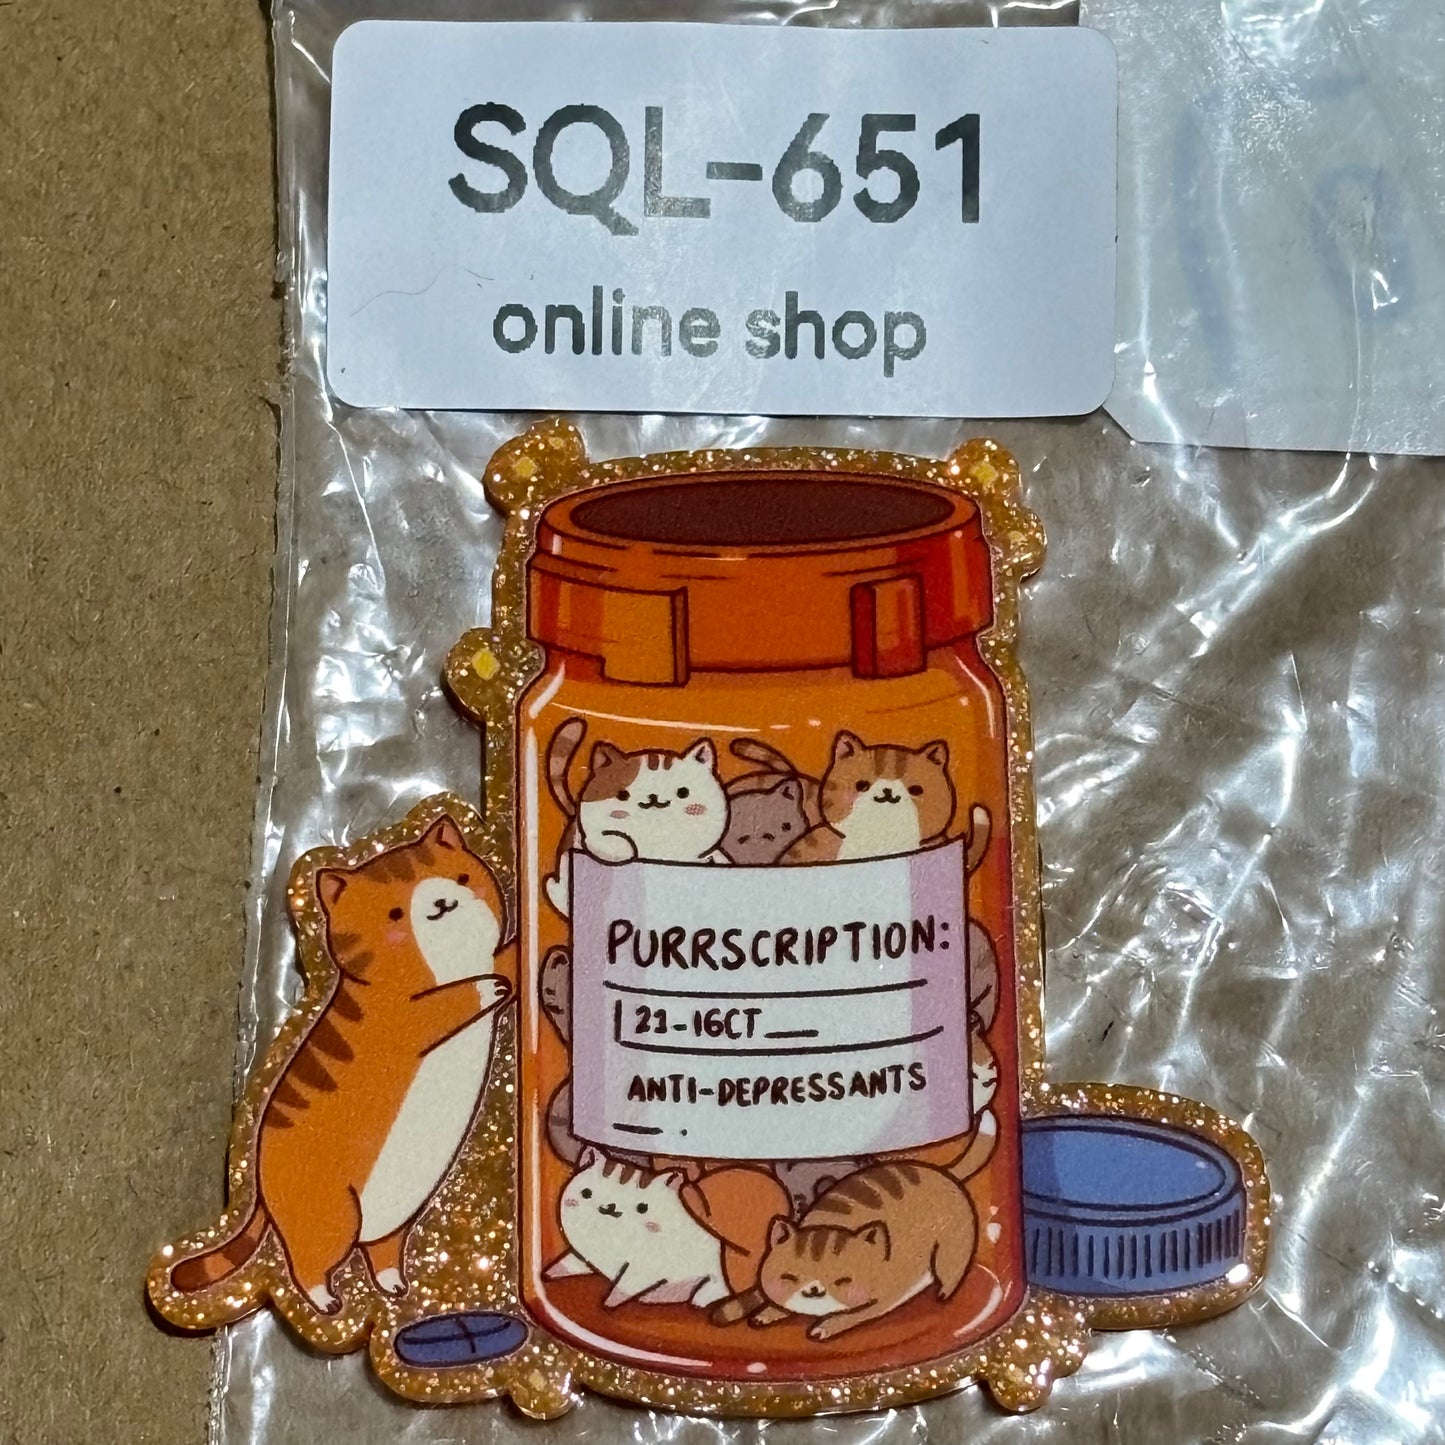 SQL-651
online shop
PURRSCRIPTION:
21-16CT
ANTI-DEPRESSANTS